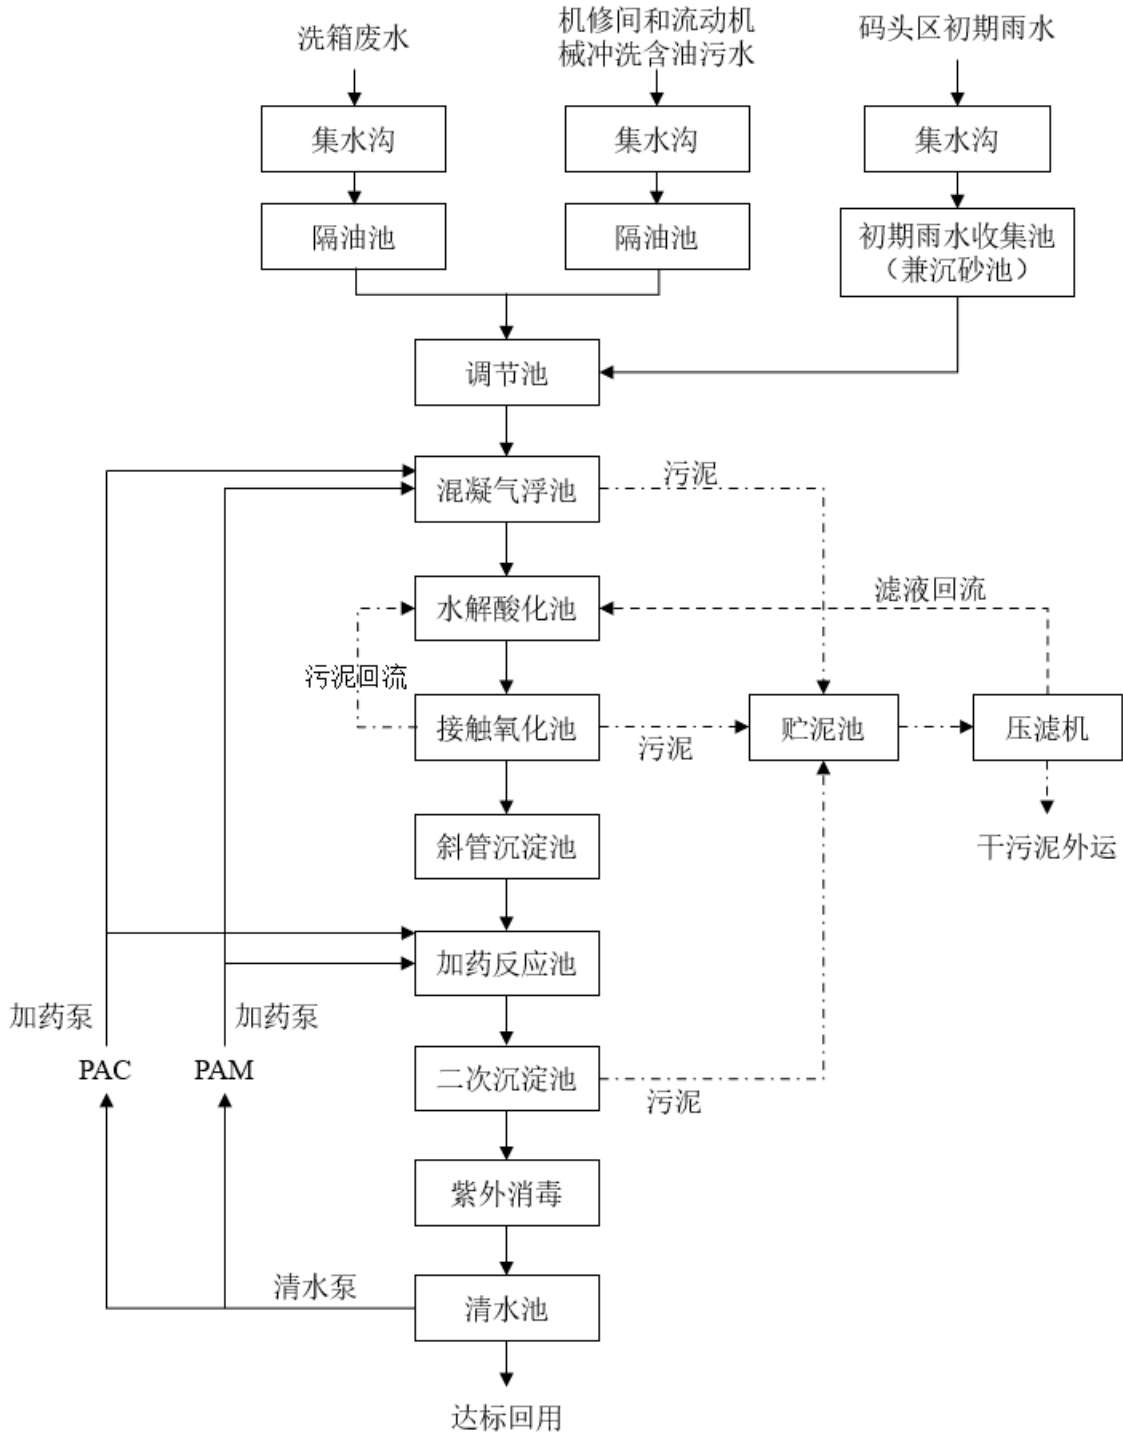 洗箱废水
机修间和流动机
械冲洗含油污水
码头区初期雨水
集水沟
集水沟
集水沟
隔油池
隔油池
初期雨水收集池
（兼沉砂池）
调节池
混凝气浮池
污泥
水解酸化池
滤液回流
污泥回流
接触氧化池
污泥
贮泥池
压滤机
斜管沉淀池
干污泥外运
加药反应池
加药泵
加药泵
PAC
PAM
二次沉淀池
污泥
紫外消毒
清水泵
清水池
达标回用